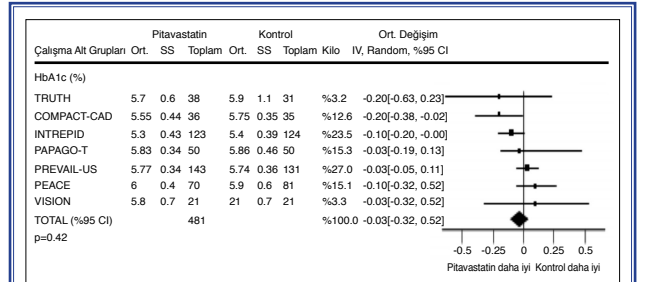 Pitavastatin Kontrol Ort. Değişim
Çalışma Alt Grupları Ort. SS Toplam Ort. SS Toplam Kilo IV, Random, %95 CI
HbA1c (%)
TRUTH 5.7 0.6 38 5.9 1.1 31 %3.2 -0.20[-0.63, 0.23]
COMPACT-CAD 5.55 0.44 36 5.75 0.35 35 %12.6 -0.20[-0.38, -0.02]
INTREPID 5.3 0.43 123 5.4 0.39 124 %23.5 -0.10[-0.20, -0.00]
PAPAGO-T 5.83 0.34 50 5.86 0.46 50 %15.3 -0.03[-0.19, 0.13]
PREVAIL-US 5.77 0.34 143 5.74 0.36 131 %27.0 -0.03[-0.05, 0.11]
PEACE 6 0.4 70 5.9 0.6 81 %15.1 -0.10[-0.32, 0.52]
VISION 5.8 0.7 21 21 0.7 21 %3.3 -0.03[-0.32, 0.52]
TOTAL (%95 CI) 481 %100.0 -0.03[-0.32, 0.52]
p=0.42
-0.5 -0.25 0 0.25 0.5
Pitavastatin daha iyi Kontrol daha iyi